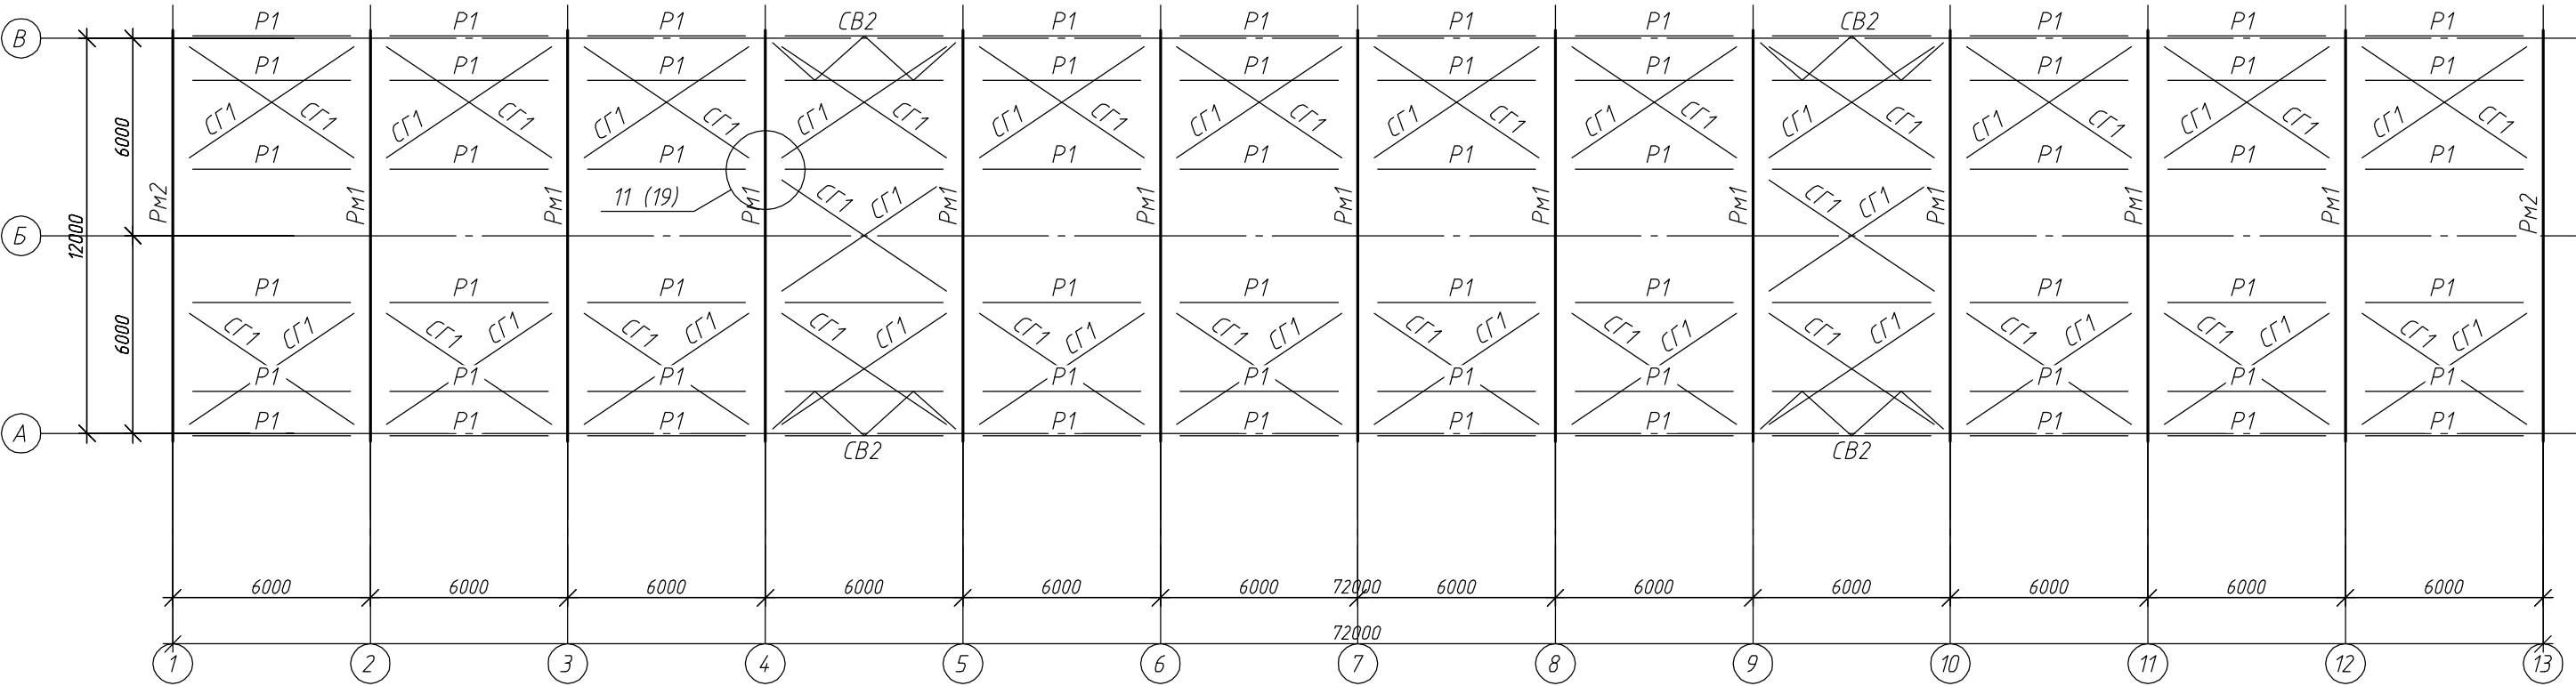 Р1 Р1 Р1 СВ2 Р1 Р1 Р1 Р1 СВ2 Р1 Р1 Р1
В
Р1 Р1 Р1 Р1 Р1 Р1 Р1 Р1 Р1 Р1
6000 СГ1 СГ1 СГ1 СГ1 СГ1 СГ1 СГ1 СГ1 СГ1 СГ1 СГ1 СГ1 СГ1 СГ1 СГ1 СГ1 СГ1 СГ1 СГ1 СГ1 СГ1 СГ1 СГ1 СГ1
Р1 Р1 Р1 Р1 Р1 Р1 Р1 Р1 Р1 Р1
Рм2 Рм1 Рм1 11 (19) Рм1 СГ1 СГ1 Рм1 Рм1 Рм1 Рм1 Рм1 СГ1 СГ1 Рм1 Рм1 Рм1 Рм2
Б 12000
Р1 Р1 Р1 Р1 Р1 Р1 Р1 Р1 Р1 Р1
6000 СГ1 СГ1 СГ1 СГ1 СГ1 СГ1 СГ1 СГ1 СГ1 СГ1 СГ1 СГ1 СГ1 СГ1 СГ1 СГ1 СГ1 СГ1 СГ1 СГ1 СГ1 СГ1 СГ1 СГ1
Р1 Р1 Р1 Р1 Р1 Р1 Р1 Р1 Р1 Р1
А Р1 Р1 Р1 Р1 Р1 Р1 Р1 Р1 Р1 Р1
СВ2 СВ2
6000 6000 6000 6000 6000 6000 72000 6000 6000 6000 6000 6000 6000
72000
1 2 3 4 5 6 7 8 9 10 11 12 13